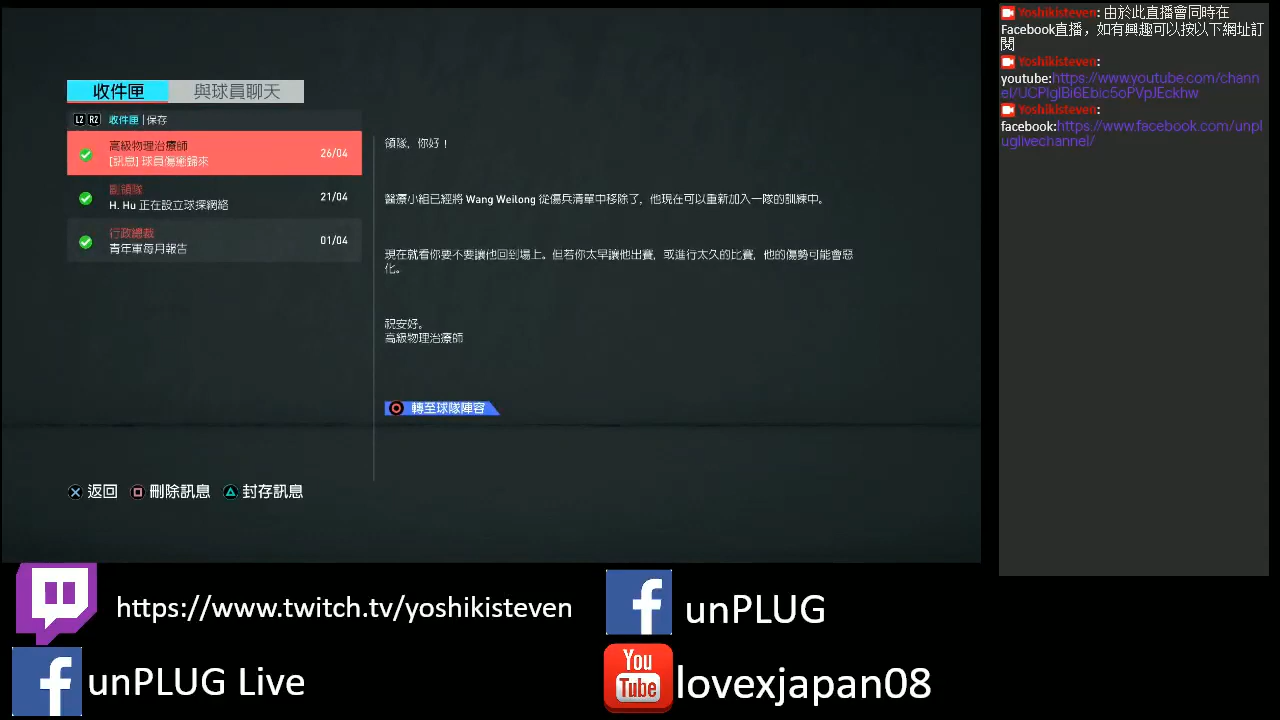 收件匣 與球員聊天
L2 R2 收件匣 | 保存
高級物理治療師
[訊息] 球員傷癒歸來 26/04
副領隊
H. Hu 正在設立球探網絡 21/04
行政總裁
青年軍每月報告 01/04
領隊，你好！
醫療小組已經將 Wang Weilong 從傷兵清單中移除了，他現在可以重新加入一隊的訓練中。
現在就看你要不要讓他回到場上。但若你太早讓他出賽，或進行太久的比賽，他的傷勢可能會惡
化。
祝安好。
高級物理治療師
轉至球隊陣容
返回 刪除訊息 封存訊息
Yoshikisteven: 由於此直播會同時在
Facebook直播，如有興趣可以按以下網址訂
閱
Yoshikisteven:
youtube:https://www.youtube.com/chann
el/UCPIglBi6Ebic5oPVpJEckhw
Yoshikisteven:
facebook:https://www.facebook.com/unpl
uglivechannel/
https://www.twitch.tv/yoshikisteven
unPLUG
unPLUG Live
You
Tube
lovexjapan08